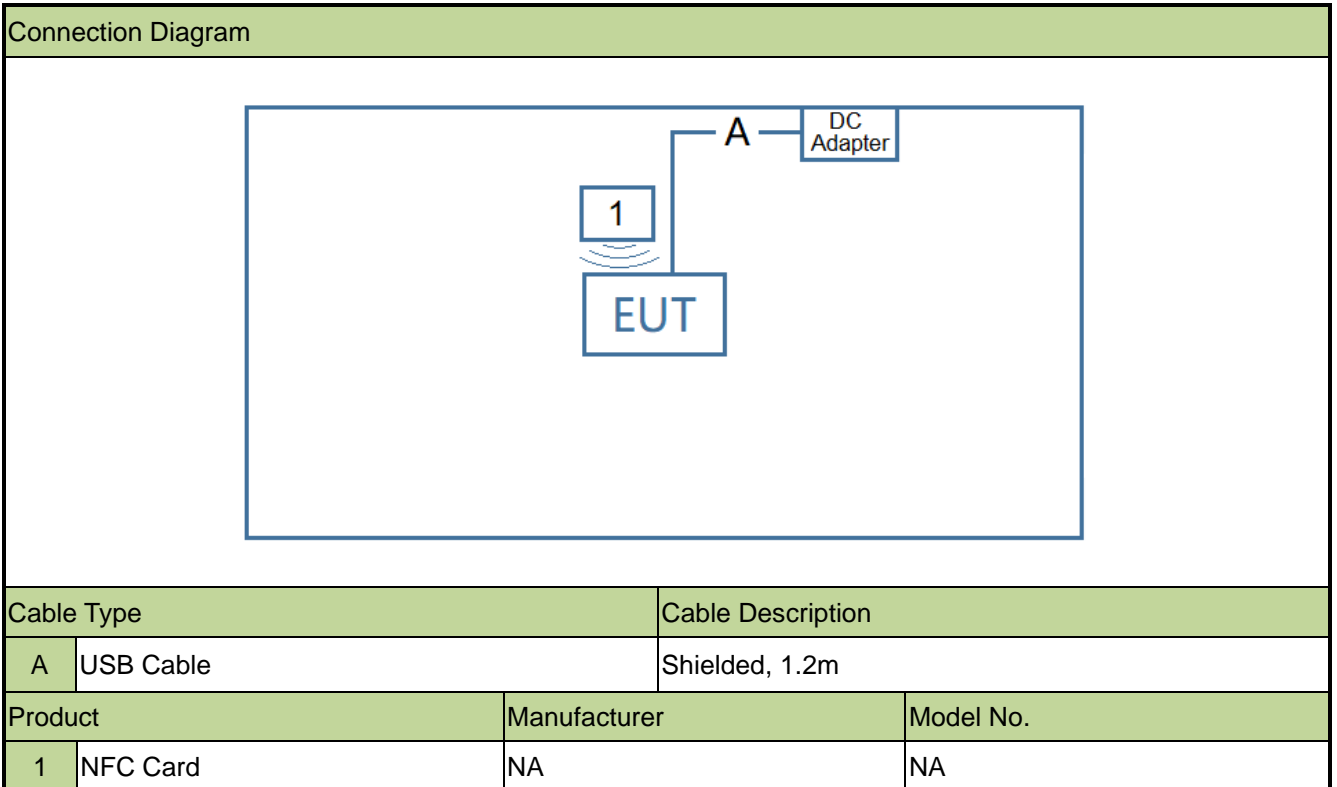 Connection Diagram
A
DC
Adapter
1
EUT
Cable Type Cable Description
A USB Cable Shielded, 1.2m
Product Manufacturer Model No.
1 NFC Card NA NA